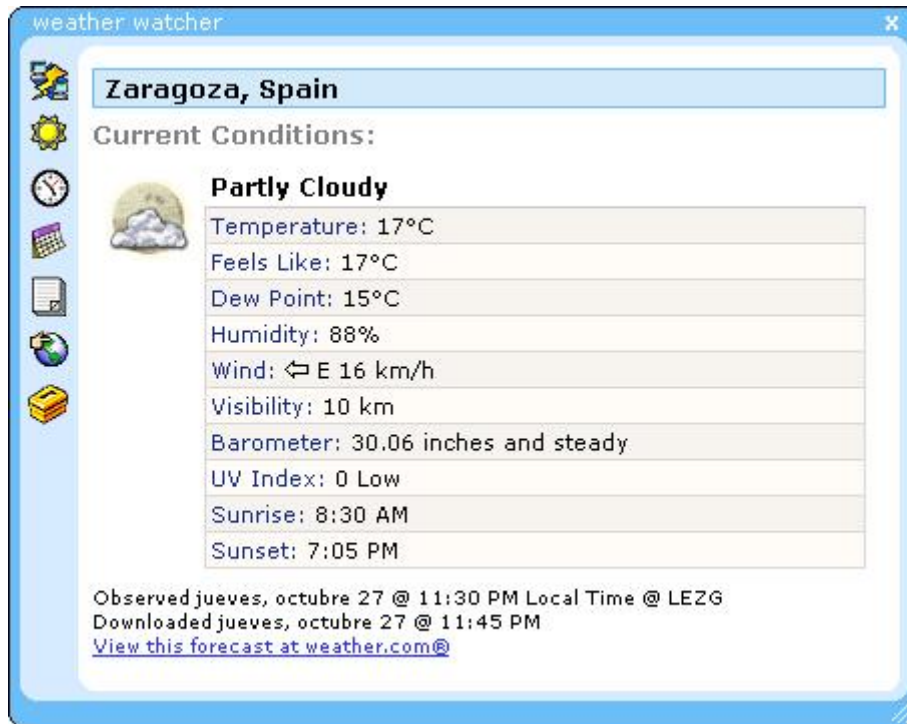 weather watcher
Zaragoza, Spain
Current Conditions:
Partly Cloudy
Temperature: 17°C
Feels Like: 17°C
Dew Point: 15°C
Humidity: 88%
Wind: ⇦ E 16 km/h
Visibility: 10 km
Barometer: 30.06 inches and steady
UV Index: 0 Low
Sunrise: 8:30 AM
Sunset: 7:05 PM
Observed jueves, octubre 27 @ 11:30 PM Local Time @ LEZG
Downloaded jueves, octubre 27 @ 11:45 PM
View this forecast at weather.com®